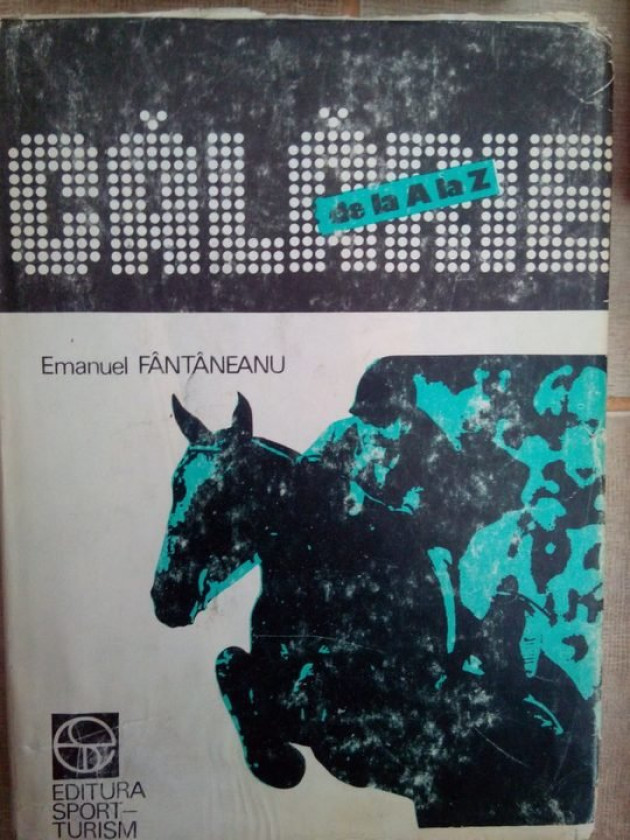 CĂLĂRIE
de la A la Z
Emanuel FÂNTÂNEANU
EDITURA
SPORT—
TURISM